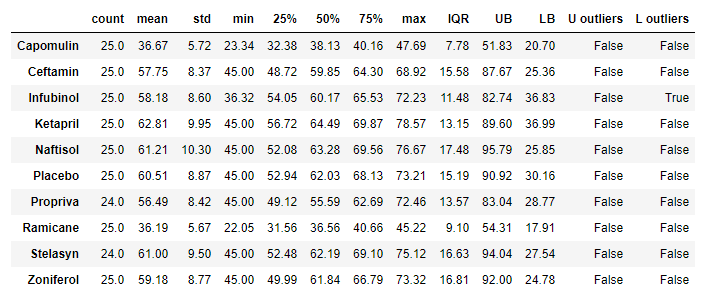 count mean std min 25% 50% 75% max IQR UB LB U outliers L outliers
Capomulin 25.0 36.67 5.72 23.34 32.38 38.13 40.16 47.69 7.78 51.83 20.70 False False
Ceftamin 25.0 57.75 8.37 45.00 48.72 59.85 64.30 68.92 15.58 87.67 25.36 False False
Infubinol 25.0 58.18 8.60 36.32 54.05 60.17 65.53 72.23 11.48 82.74 36.83 False True
Ketapril 25.0 62.81 9.95 45.00 56.72 64.49 69.87 78.57 13.15 89.60 36.99 False False
Naftisol 25.0 61.21 10.30 45.00 52.08 63.28 69.56 76.67 17.48 95.79 25.85 False False
Placebo 25.0 60.51 8.87 45.00 52.94 62.03 68.13 73.21 15.19 90.92 30.16 False False
Propriva 24.0 56.49 8.42 45.00 49.12 55.59 62.69 72.46 13.57 83.04 28.77 False False
Ramicane 25.0 36.19 5.67 22.05 31.56 36.56 40.66 45.22 9.10 54.31 17.91 False False
Stelasyn 24.0 61.00 9.50 45.00 52.48 62.19 69.10 75.12 16.63 94.04 27.54 False False
Zoniferol 25.0 59.18 8.77 45.00 49.99 61.84 66.79 73.32 16.81 92.00 24.78 False False